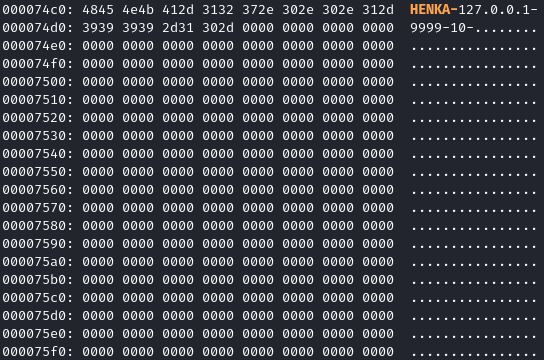 000074c0: 4845 4e4b 412d 3132 372e 302e 302e 312d  HENKA-127.0.0.1-
000074d0: 3939 3939 2d31 302d 0000 0000 0000 0000  9999-10-........
000074e0: 0000 0000 0000 0000 0000 0000 0000 0000  ................
000074f0: 0000 0000 0000 0000 0000 0000 0000 0000  ................
00007500: 0000 0000 0000 0000 0000 0000 0000 0000  ................
00007510: 0000 0000 0000 0000 0000 0000 0000 0000  ................
00007520: 0000 0000 0000 0000 0000 0000 0000 0000  ................
00007530: 0000 0000 0000 0000 0000 0000 0000 0000  ................
00007540: 0000 0000 0000 0000 0000 0000 0000 0000  ................
00007550: 0000 0000 0000 0000 0000 0000 0000 0000  ................
00007560: 0000 0000 0000 0000 0000 0000 0000 0000  ................
00007570: 0000 0000 0000 0000 0000 0000 0000 0000  ................
00007580: 0000 0000 0000 0000 0000 0000 0000 0000  ................
00007590: 0000 0000 0000 0000 0000 0000 0000 0000  ................
000075a0: 0000 0000 0000 0000 0000 0000 0000 0000  ................
000075b0: 0000 0000 0000 0000 0000 0000 0000 0000  ................
000075c0: 0000 0000 0000 0000 0000 0000 0000 0000  ................
000075d0: 0000 0000 0000 0000 0000 0000 0000 0000  ................
000075e0: 0000 0000 0000 0000 0000 0000 0000 0000  ................
000075f0: 0000 0000 0000 0000 0000 0000 0000 0000  ................